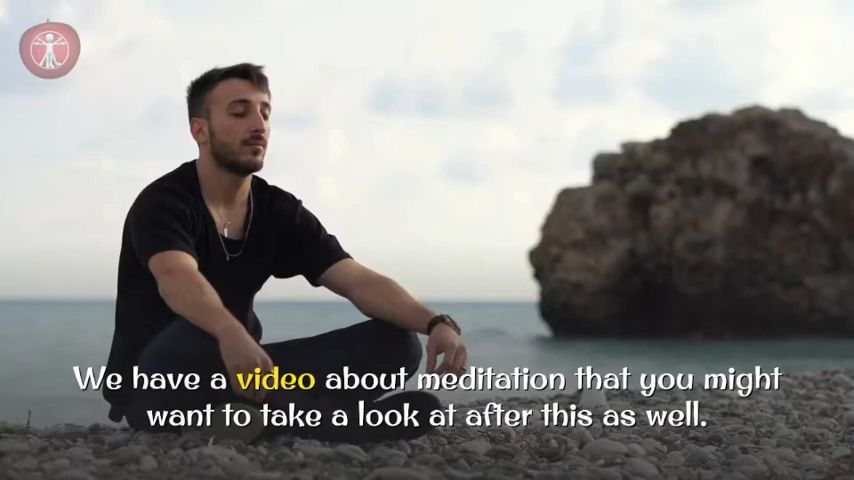 We have a video about meditation that you might
want to take a look at after this as well.